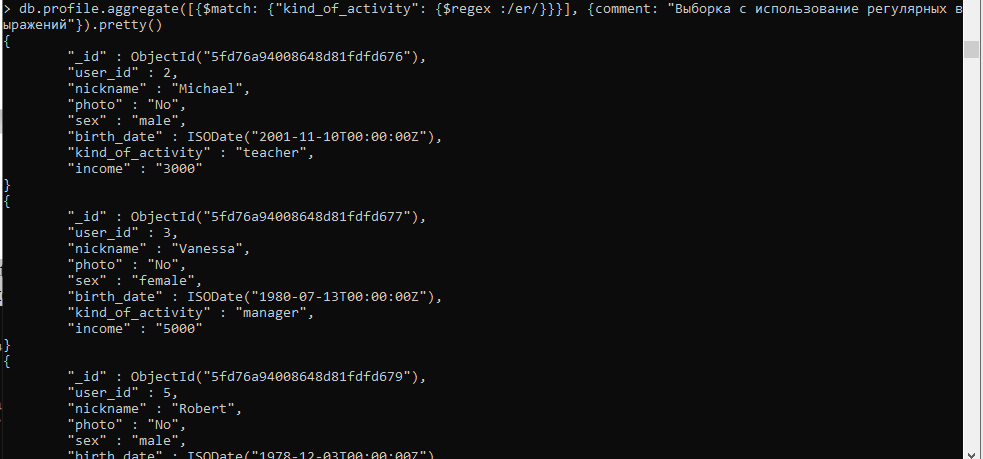 > db.profile.aggregate([{$match: {"kind_of_activity": {$regex :/er/}}}], {comment: "Выборка с использование регулярных в
ыражений"}).pretty()
{
"_id" : ObjectId("5fd76a94008648d81fdfd676"),
"user_id" : 2,
"nickname" : "Michael",
"photo" : "No",
"sex" : "male",
"birth_date" : ISODate("2001-11-10T00:00:00Z"),
"kind_of_activity" : "teacher",
"income" : "3000"
}
{
"_id" : ObjectId("5fd76a94008648d81fdfd677"),
"user_id" : 3,
"nickname" : "Vanessa",
"photo" : "No",
"sex" : "female",
"birth_date" : ISODate("1980-07-13T00:00:00Z"),
"kind_of_activity" : "manager",
"income" : "5000"
}
{
"_id" : ObjectId("5fd76a94008648d81fdfd679"),
"user_id" : 5,
"nickname" : "Robert",
"photo" : "No",
"sex" : "male",
"birth_date" : ISODate("1978-12-03T00:00:00Z")